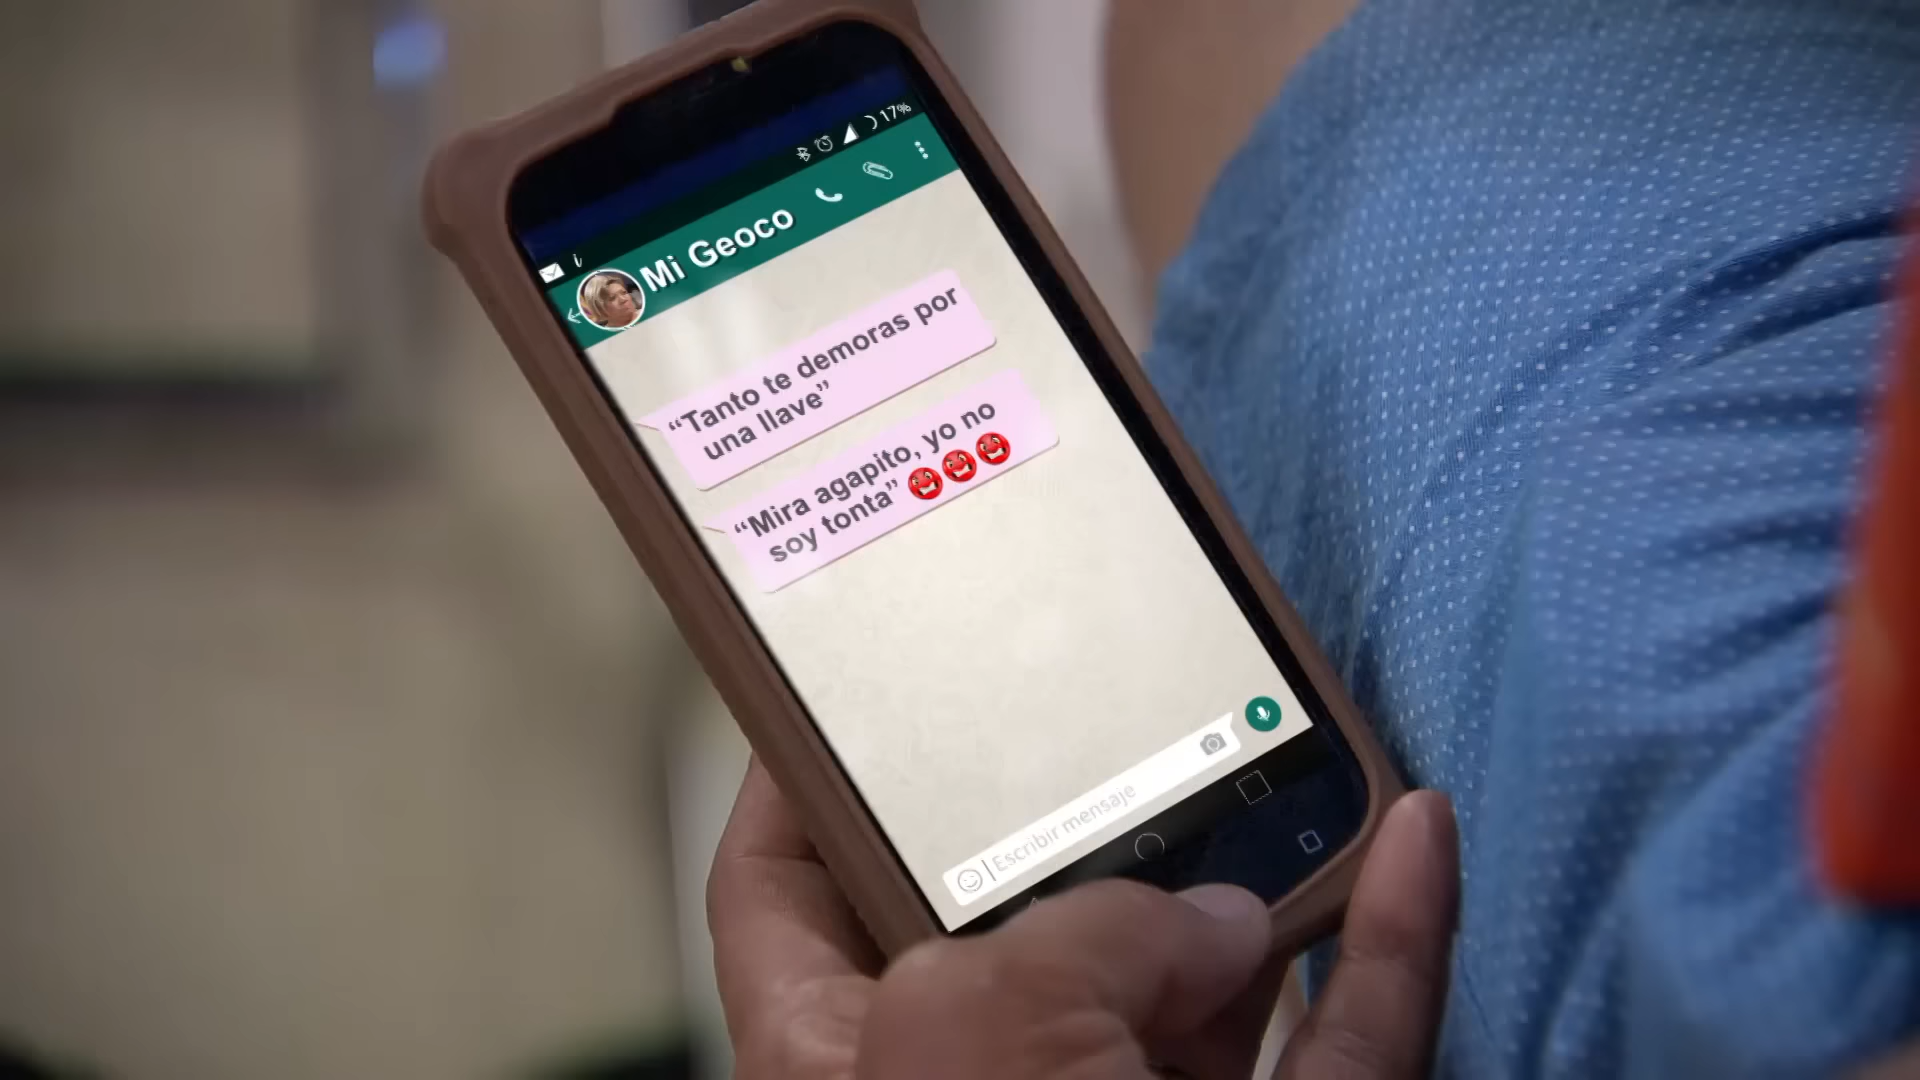 17%
Mi Geoco
“Tanto te demoras por
una llave”
“Mira agapito, yo no
soy tonta”
Escribir mensaje